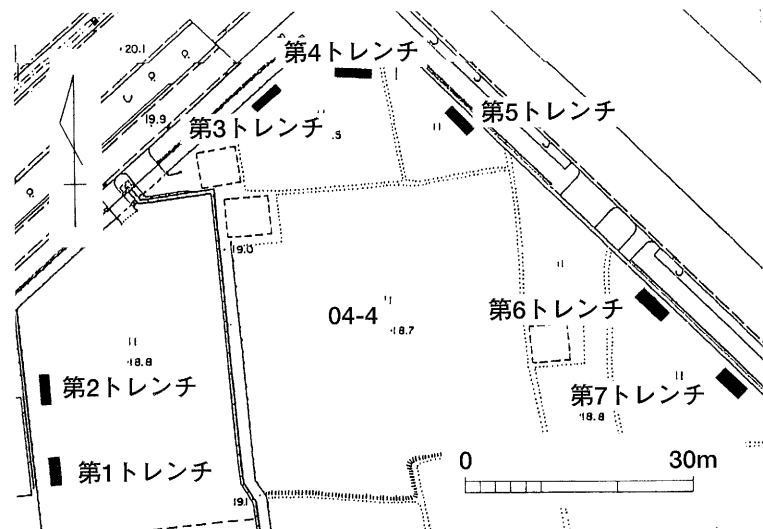 第4トレンチ
20.1
第3トレンチ
19.9
第5トレンチ
19.0
04-4
18.7
第6トレンチ
18.8
第2トレンチ
第7トレンチ
18.8
第1トレンチ
0 30m
19.1